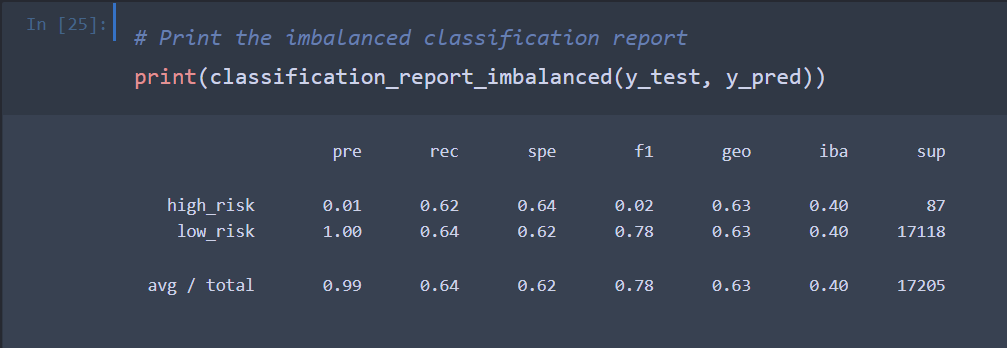 In [25]:
# Print the imbalanced classification report
print(classification_report_imbalanced(y_test, y_pred))
pre rec spe f1 geo iba sup
high_risk 0.01 0.62 0.64 0.02 0.63 0.40 87
low_risk 1.00 0.64 0.62 0.78 0.63 0.40 17118
avg / total 0.99 0.64 0.62 0.78 0.63 0.40 17205